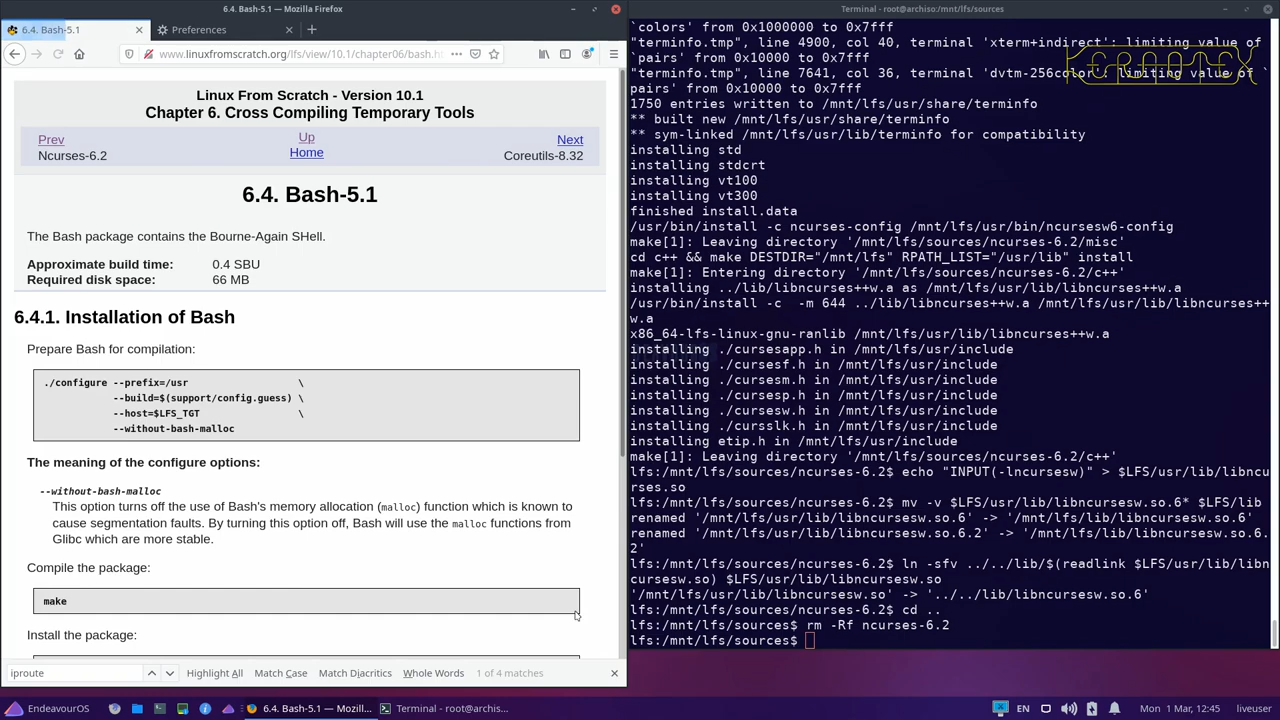 6.4. Bash-5.1 — Mozilla Firefox
6.4. Bash-5.1
Preferences
www.linuxfromscratch.org/lfs/view/10.1/chapter06/bash.h
Linux From Scratch - Version 10.1
Chapter 6. Cross Compiling Temporary Tools
Prev
Up
Next
Ncurses-6.2
Home
Coreutils-8.32
6.4. Bash-5.1
The Bash package contains the Bourne-Again SHell.
Approximate build time: 0.4 SBU
Required disk space: 66 MB
6.4.1. Installation of Bash
Prepare Bash for compilation:
./configure --prefix=/usr \
--build=$(support/config.guess) \
--host=$LFS_TGT \
--without-bash-malloc
The meaning of the configure options:
--without-bash-malloc
This option turns off the use of Bash's memory allocation (malloc) function which is known to
cause segmentation faults. By turning this option off, Bash will use the malloc functions from
Glibc which are more stable.
Compile the package:
make
Install the package:
iproute
Highlight All
Match Case
Match Diacritics
Whole Words
1 of 4 matches
Terminal - root@archiso:/mnt/lfs/sources
`colors' from 0x1000000 to 0x7fff
"terminfo.tmp", line 4900, col 40, terminal 'xterm+indirect': limiting value of
`pairs' from 0x10000 to 0x7fff
"terminfo.tmp", line 7641, col 36, terminal 'dvtm-256color': limiting value of `
pairs' from 0x10000 to 0x7fff
1750 entries written to /mnt/lfs/usr/share/terminfo
** built new /mnt/lfs/usr/share/terminfo
** sym-linked /mnt/lfs/usr/lib/terminfo for compatibility
installing std
installing stdcrt
installing vt100
installing vt300
finished install.data
/usr/bin/install -c ncurses-config /mnt/lfs/usr/bin/ncursesw6-config
make[1]: Leaving directory '/mnt/lfs/sources/ncurses-6.2/misc'
cd c++ && make DESTDIR="/mnt/lfs" RPATH_LIST="/usr/lib" install
make[1]: Entering directory '/mnt/lfs/sources/ncurses-6.2/c++'
installing ../lib/libncurses++w.a as /mnt/lfs/usr/lib/libncurses++w.a
/usr/bin/install -c  -m 644 ../lib/libncurses++w.a /mnt/lfs/usr/lib/libncurses++
w.a
x86_64-lfs-linux-gnu-ranlib /mnt/lfs/usr/lib/libncurses++w.a
installing ./cursesapp.h in /mnt/lfs/usr/include
installing ./cursesf.h in /mnt/lfs/usr/include
installing ./cursesm.h in /mnt/lfs/usr/include
installing ./cursesp.h in /mnt/lfs/usr/include
installing ./cursesw.h in /mnt/lfs/usr/include
installing ./cursslk.h in /mnt/lfs/usr/include
installing etip.h in /mnt/lfs/usr/include
make[1]: Leaving directory '/mnt/lfs/sources/ncurses-6.2/c++'
lfs:/mnt/lfs/sources/ncurses-6.2$ echo "INPUT(-lncursesw)" > $LFS/usr/lib/libncu
rses.so
lfs:/mnt/lfs/sources/ncurses-6.2$ mv -v $LFS/usr/lib/libncursesw.so.6* $LFS/lib
renamed '/mnt/lfs/usr/lib/libncursesw.so.6' -> '/mnt/lfs/lib/libncursesw.so.6'
renamed '/mnt/lfs/usr/lib/libncursesw.so.6.2' -> '/mnt/lfs/lib/libncursesw.so.6.
2'
lfs:/mnt/lfs/sources/ncurses-6.2$ ln -sfv ../../lib/$(readlink $LFS/usr/lib/libn
cursesw.so) $LFS/usr/lib/libncursesw.so
'/mnt/lfs/usr/lib/libncursesw.so' -> '../../lib/libncursesw.so.6'
lfs:/mnt/lfs/sources/ncurses-6.2$ cd ..
lfs:/mnt/lfs/sources$ rm -Rf ncurses-6.2
lfs:/mnt/lfs/sources$
EndeavourOS
6.4. Bash-5.1 — Mozill...
Terminal - root@archis...
EN
Mon 1 Mar, 12:45
liveuser